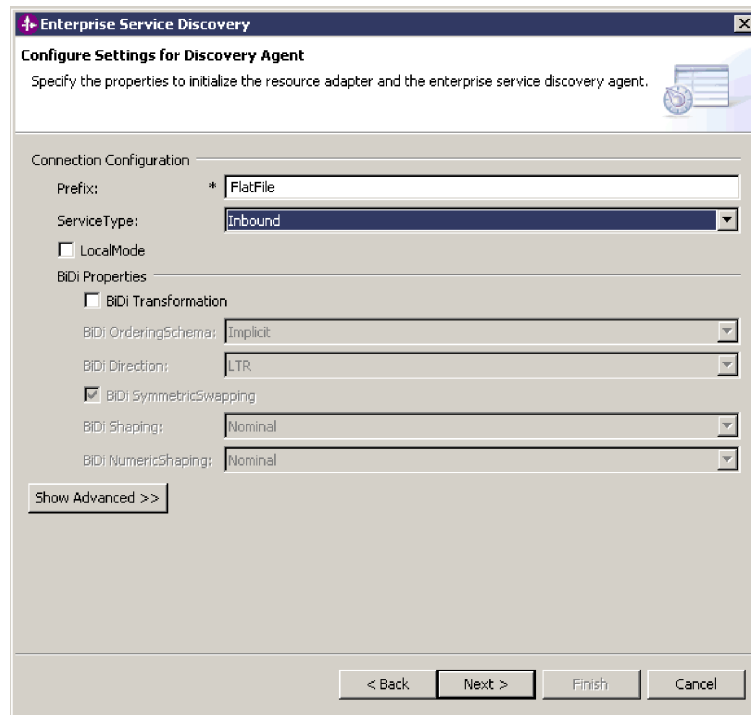 Enterprise Service Discovery
Configure Settings for Discovery Agent
Specify the properties to initialize the resource adapter and the enterprise service discovery agent.
Connection Configuration
Prefix: * FlatFile
ServiceType: Inbound
LocalMode
BiDi Properties
BiDi Transformation
BiDi OrderingSchema: Implicit
BiDi Direction: LTR
BiDi SymmetricSwapping
BiDi Shaping: Nominal
BiDi NumericShaping: Nominal
Show Advanced >>
< Back Next > Finish Cancel